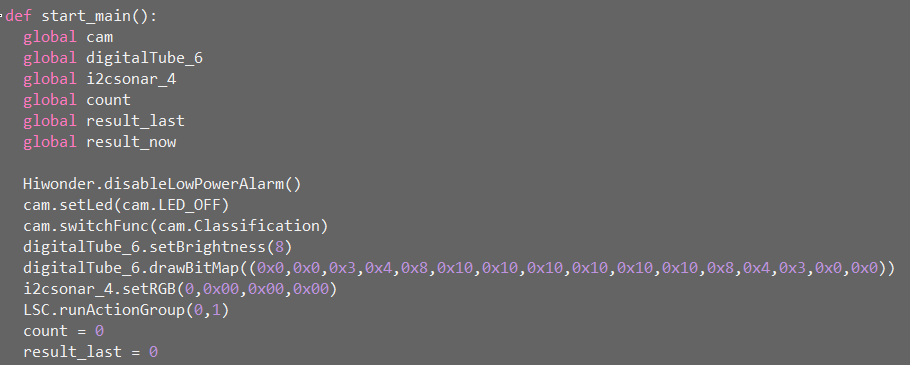 def start_main():
  global cam
  global digitalTube_6
  global i2csonar_4
  global count
  global result_last
  global result_now

  Hiwonder.disableLowPowerAlarm()
  cam.setLed(cam.LED_OFF)
  cam.switchFunc(cam.Classification)
  digitalTube_6.setBrightness(8)
  digitalTube_6.drawBitMap((0x0,0x0,0x3,0x4,0x8,0x10,0x10,0x10,0x10,0x10,0x10,0x8,0x4,0x3,0x0,0x0))
  i2csonar_4.setRGB(0,0x00,0x00,0x00)
  LSC.runActionGroup(0,1)
  count = 0
  result_last = 0